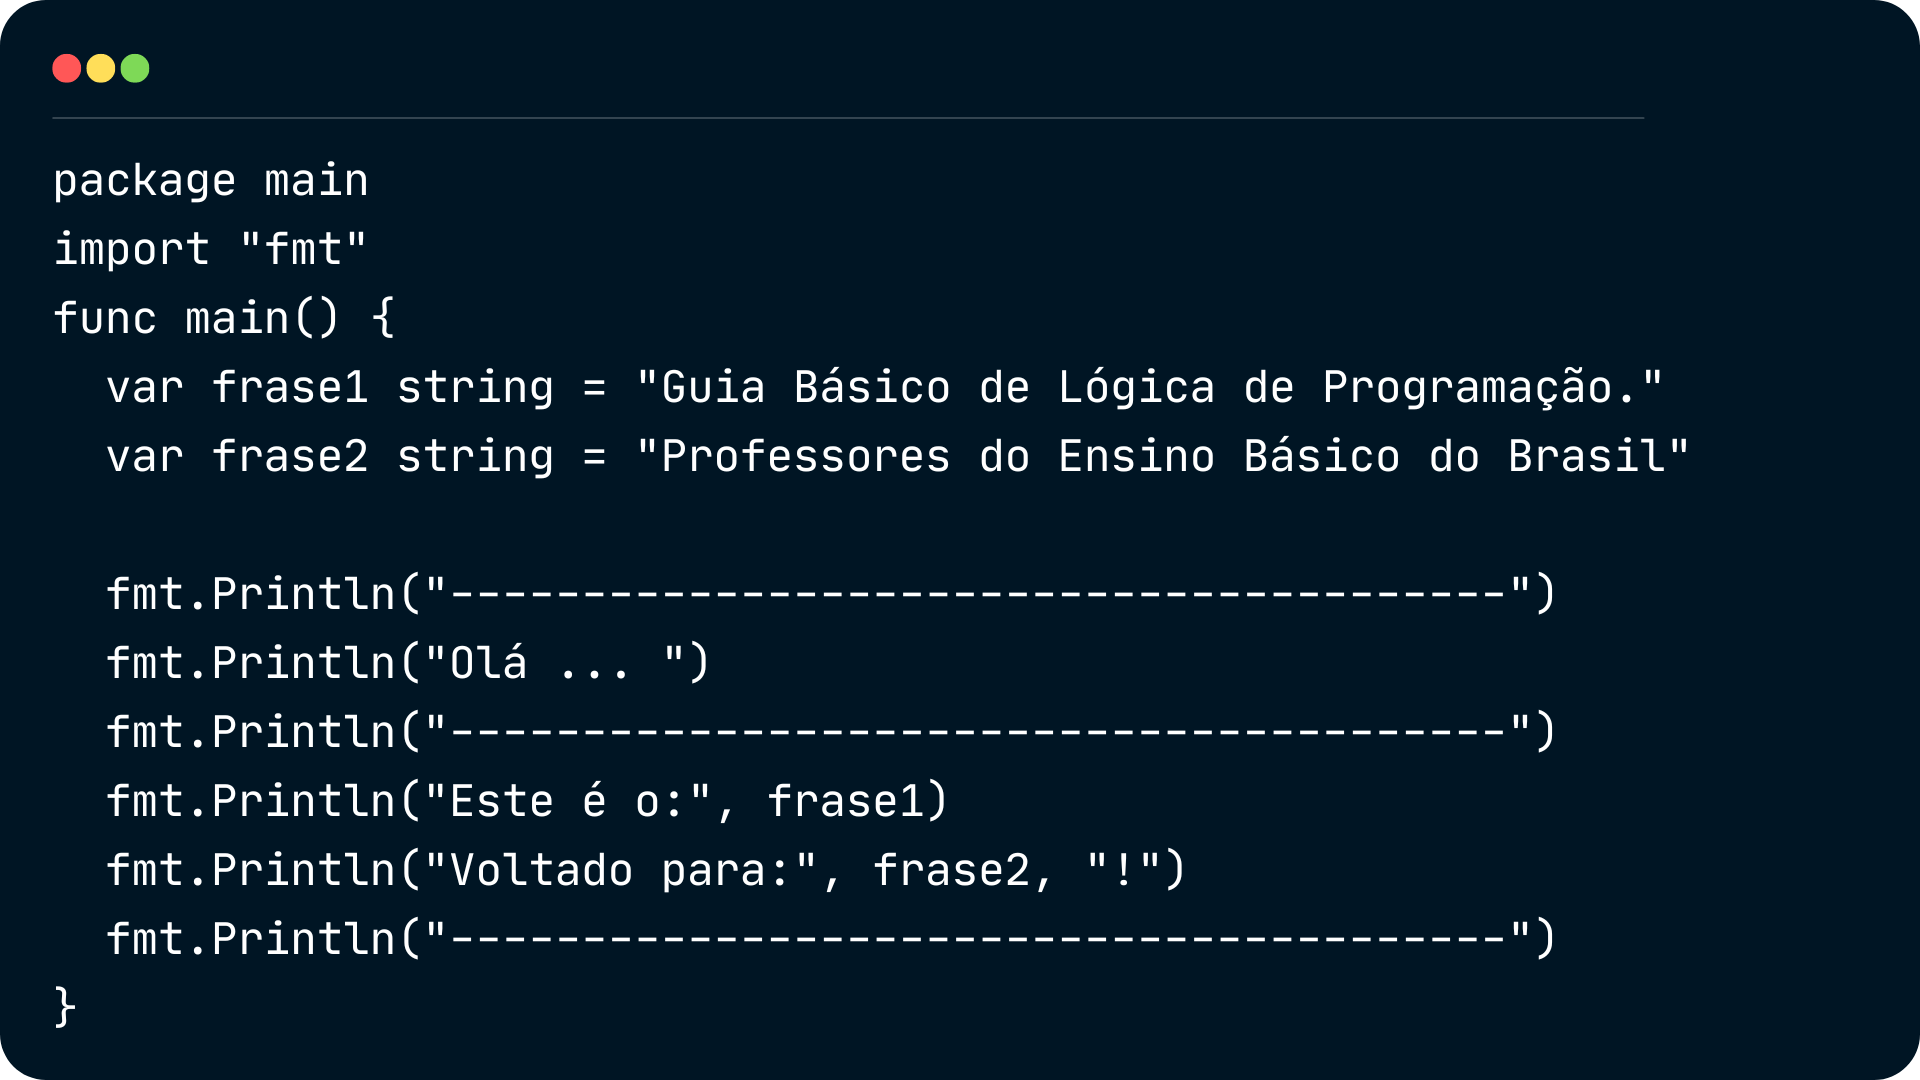 package main
import "fmt"
func main() {
  var frase1 string = "Guia Básico de Lógica de Programação."
  var frase2 string = "Professores do Ensino Básico do Brasil"

  fmt.Println("----------------------------------------")
  fmt.Println("Olá ... ")
  fmt.Println("----------------------------------------")
  fmt.Println("Este é o:", frase1)
  fmt.Println("Voltado para:", frase2, "!")
  fmt.Println("----------------------------------------")
}